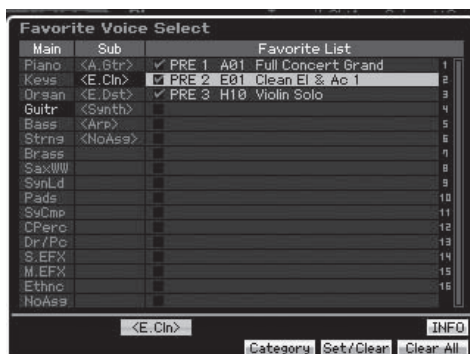 Favorite Voice Select
Main Sub Favorite List
Piano <A.Gtr> PRE 1 A01 Full Concert Grand 1
Keys <E.Cln> PRE 2 E01 Clean El & Ac 1 2
Organ <E.Dst> PRE 3 H10 Violin Solo 3
Guitr <Synth> 4
Bass <Arp> 5
Strng <NoAsg> 6
Brass 7
SaxWW 8
SynLd 9
Pads 10
SyCmp 11
CPerc 12
Dr/Pc 13
S.EFX 14
M.EFX 15
Ethnc 16
NoAsg
<E.Cln> INFO
Category Set/Clear Clear All